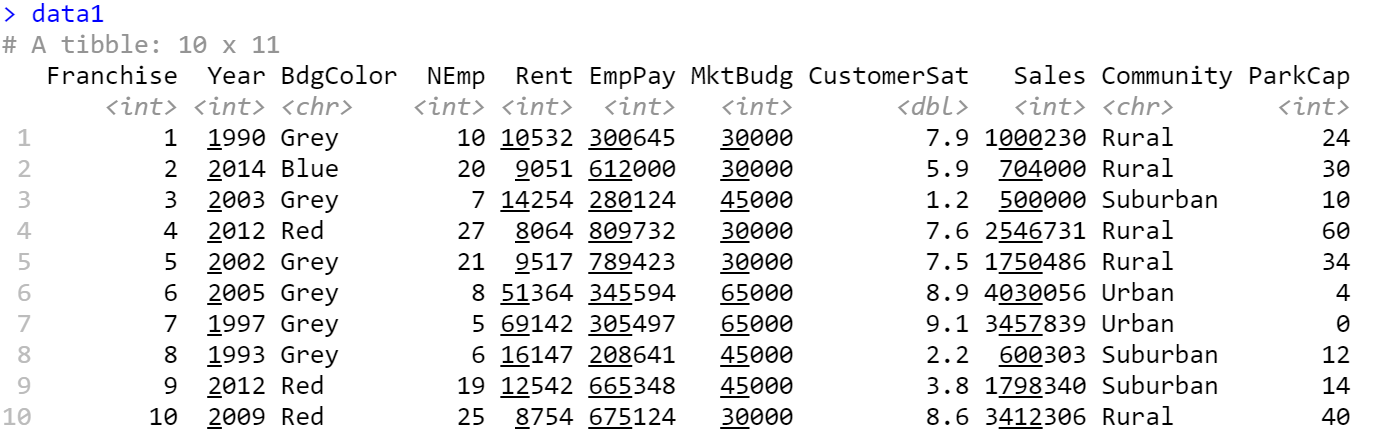 > data1
# A tibble: 10 x 11
Franchise Year BdgColor NEmp Rent EmpPay MktBudg CustomerSat Sales Community ParkCap
<int> <int> <chr> <int> <int> <int> <int> <dbl> <int> <chr> <int>
1 1 1990 Grey 10 10532 300645 30000 7.9 1000230 Rural 24
2 2 2014 Blue 20 9051 612000 30000 5.9 704000 Rural 30
3 3 2003 Grey 7 14254 280124 45000 1.2 500000 Suburban 10
4 4 2012 Red 27 8064 809732 30000 7.6 2546731 Rural 60
5 5 2002 Grey 21 9517 789423 30000 7.5 1750486 Rural 34
6 6 2005 Grey 8 51364 345594 65000 8.9 4030056 Urban 4
7 7 1997 Grey 5 69142 305497 65000 9.1 3457839 Urban 0
8 8 1993 Grey 6 16147 208641 45000 2.2 600303 Suburban 12
9 9 2012 Red 19 12542 665348 45000 3.8 1798340 Suburban 14
10 10 2009 Red 25 8754 675124 30000 8.6 3412306 Rural 40